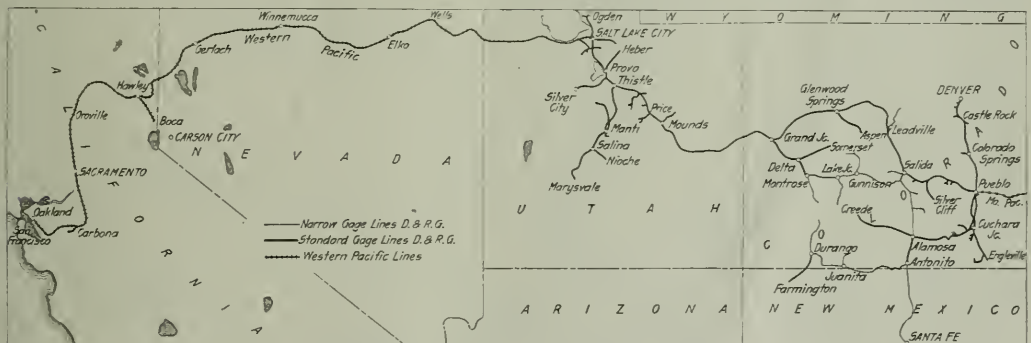 Ogden
W Y O M I N G
Winnemucca
Wells
SALT LAKE CITY
Heber
Western
Gerlach
Pacific
Elko
Provo
Thistle
Hawley
Silver City
Price
Mounds
Glenwood Springs
DENVER
Castle Rock
Oroville
Boca
CARSON CITY
Manti
Salina
Nioche
Marysvale
Grand Jc.
Aspen
Leadville
Colorado Springs
Somerset
Delta
Montrose
Lake Jc.
Gunnison
Salida
Pueblo
Mo. Pac.
Silver Cliff
SACRAMENTO
N E V A D A
Oakland
San Francisco
Carbona
C A L I F O R N I A
Narrow Gage Lines D. & R.G.
Standard Gage Lines D. & R.G.
Western Pacific Lines
U T A H
C O L O R A D O
Creede
Cuchara Jc.
Engleville
Durango
Alamosa
Antonito
Juanita
Farmington
A R I Z O N A
N E W M E X I C O
SANTA FE